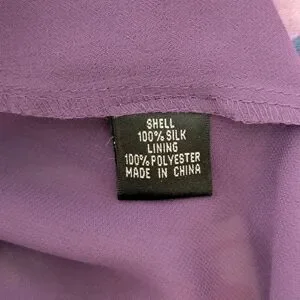 SHELL
100% SILK
LINING
100% POLYESTER
MADE IN CHINA